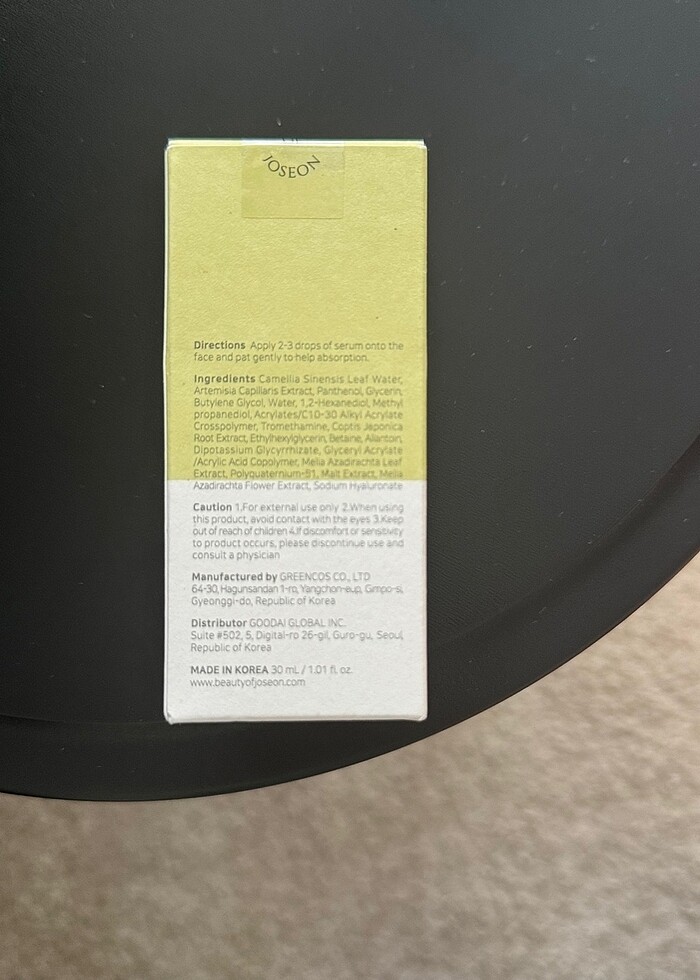 JOSEON
Directions Apply 2-3 drops of serum onto the
face and pat gently to help absorption.
Ingredients Camellia Sinensis Leaf Water,
Artemisia Capillaris Extract, Panthenol, Glycerin,
Butylene Glycol, Water, 1,2-Hexanediol, Methyl
propanediol, Acrylates/C10-30 Alkyl Acrylate
Crosspolymer, Tromethamine, Coptis Japonica
Root Extract, Ethylhexylglycerin, Betaine, Allantoin,
Dipotassium Glycyrrhizate, Glyceryl Acrylate
/Acrylic Acid Copolymer, Melia Azadirachta Leaf
Extract, Polyquaternium-51, Malt Extract, Melia
Azadirachta Flower Extract, Sodium Hyaluronate
Caution 1.For external use only 2.When using
this product, avoid contact with the eyes 3.Keep
out of reach of children 4.If discomfort or sensitivity
to product occurs, please discontinue use and
consult a physician
Manufactured by GREENCOS CO., LTD
64-30, Hagunsandan 1-ro, Yangchon-eup, Gimpo-si,
Gyeonggi-do, Republic of Korea
Distributor GOODAI GLOBAL INC.
Suite #502, 5, Digital-ro 26-gil, Guro-gu, Seoul,
Republic of Korea
MADE IN KOREA 30 mL / 1.01 fl. oz.
www.beautyofjoseon.com